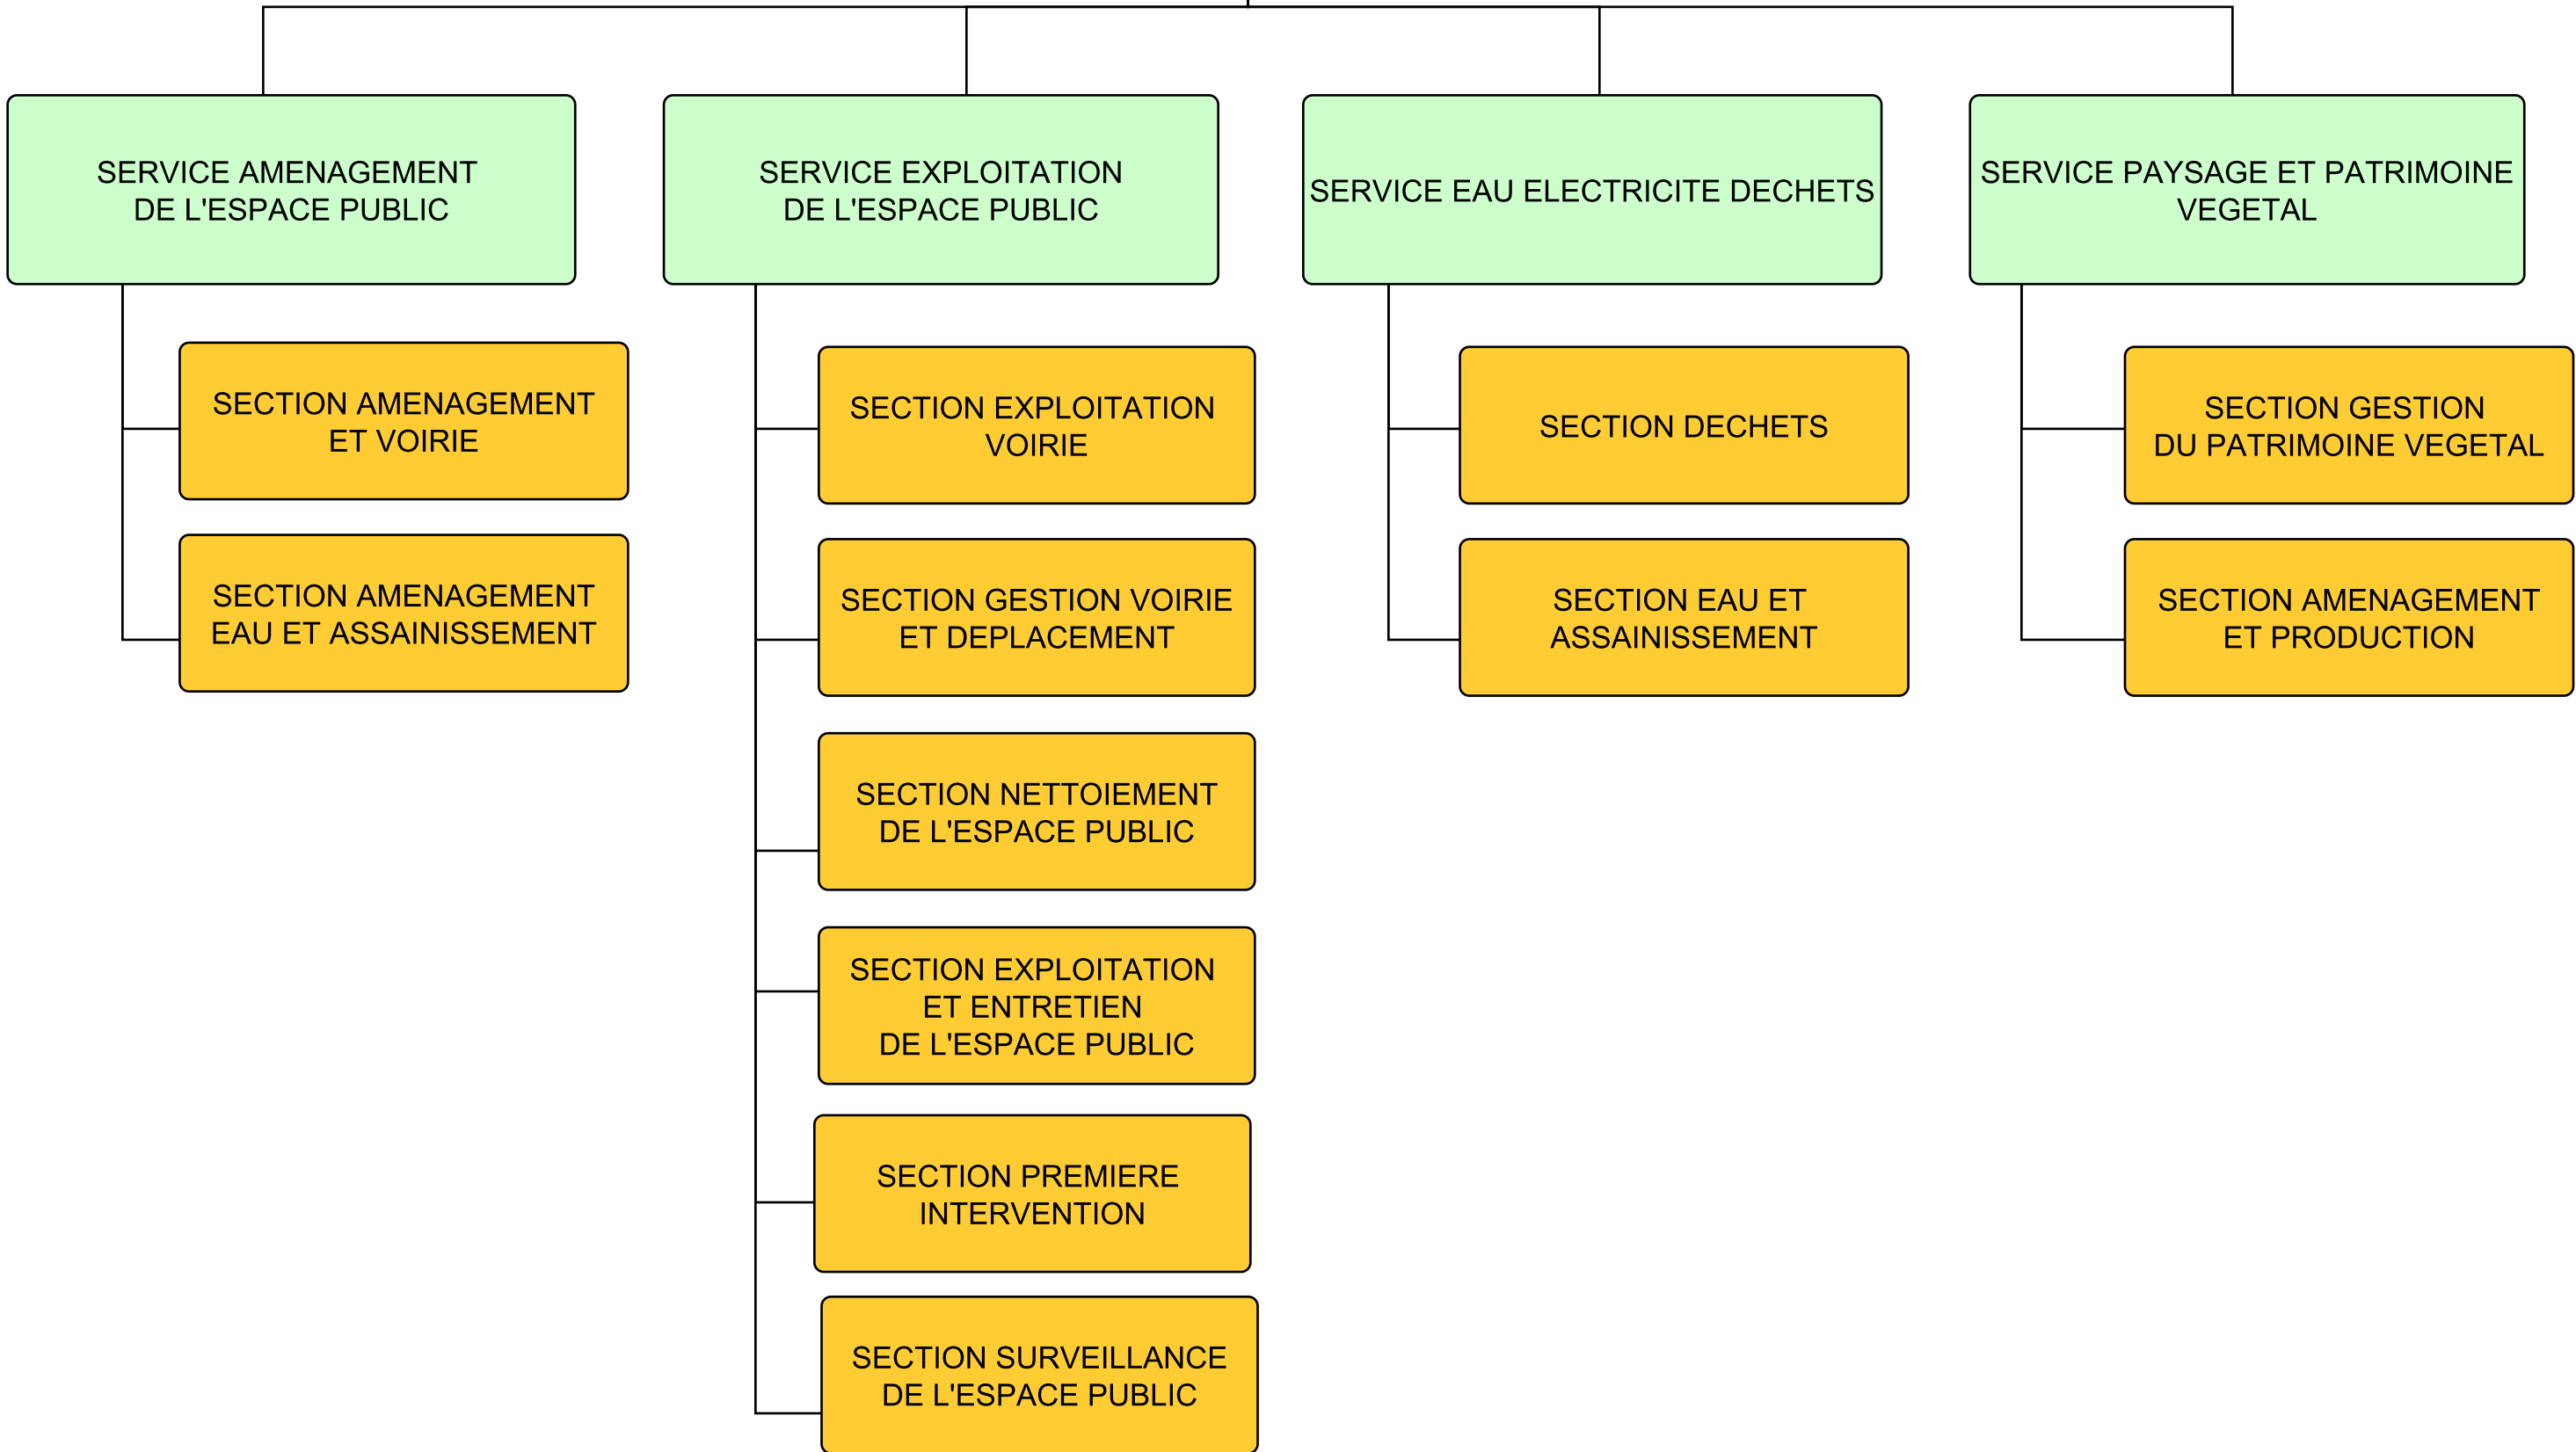 SERVICE AMENAGEMENT
DE L'ESPACE PUBLIC
SERVICE EXPLOITATION
DE L'ESPACE PUBLIC
SERVICE EAU ELECTRICITE DECHETS
SERVICE PAYSAGE ET PATRIMOINE
VEGETAL
SECTION AMENAGEMENT
ET VOIRIE
SECTION AMENAGEMENT
EAU ET ASSAINISSEMENT
SECTION EXPLOITATION
VOIRIE
SECTION GESTION VOIRIE
ET DEPLACEMENT
SECTION NETTOIEMENT
DE L'ESPACE PUBLIC
SECTION EXPLOITATION
ET ENTRETIEN
DE L'ESPACE PUBLIC
SECTION PREMIERE
INTERVENTION
SECTION SURVEILLANCE
DE L'ESPACE PUBLIC
SECTION DECHETS
SECTION EAU ET
ASSAINISSEMENT
SECTION GESTION
DU PATRIMOINE VEGETAL
SECTION AMENAGEMENT
ET PRODUCTION